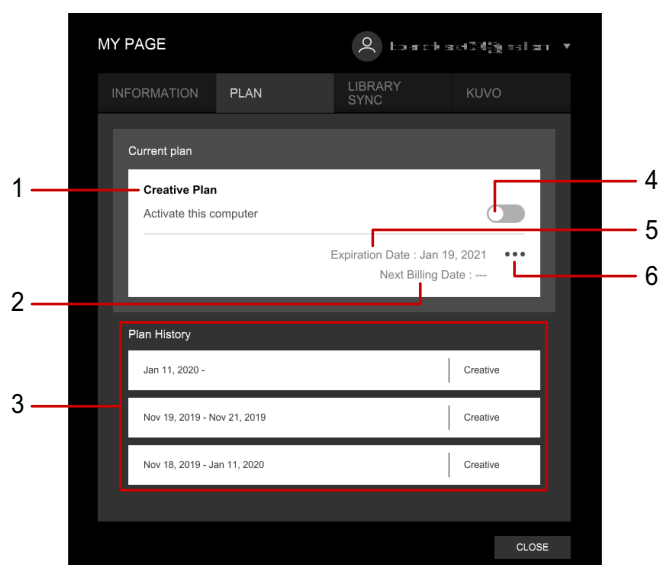 MY PAGE
INFORMATION
PLAN
LIBRARY
SYNC
KUVO
Current plan
1
Creative Plan
4
Activate this computer
5
Expiration Date : Jan 19, 2021
6
Next Billing Date : ---
2
Plan History
Jan 11, 2020 -
Creative
3
Nov 19, 2019 - Nov 21, 2019
Creative
Nov 18, 2019 - Jan 11, 2020
Creative
CLOSE